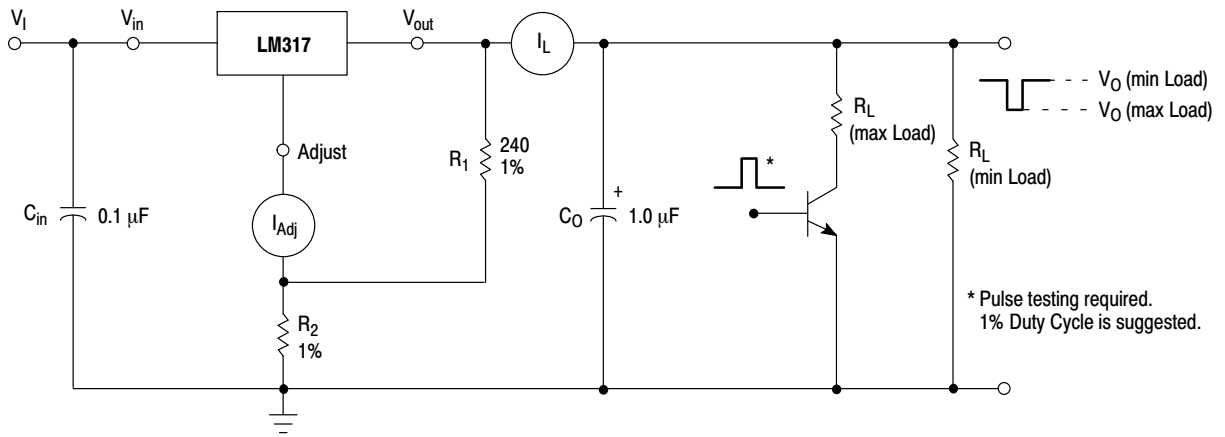 V_I
V_in
LM317
V_out
I_L
V_O (min Load)
V_O (max Load)
R_L
(max Load)
Adjust
R_1
240
1%
*
R_L
(min Load)
C_in
0.1 μF
I_Adj
+
C_O
1.0 μF
R_2
1%
* Pulse testing required.
1% Duty Cycle is suggested.